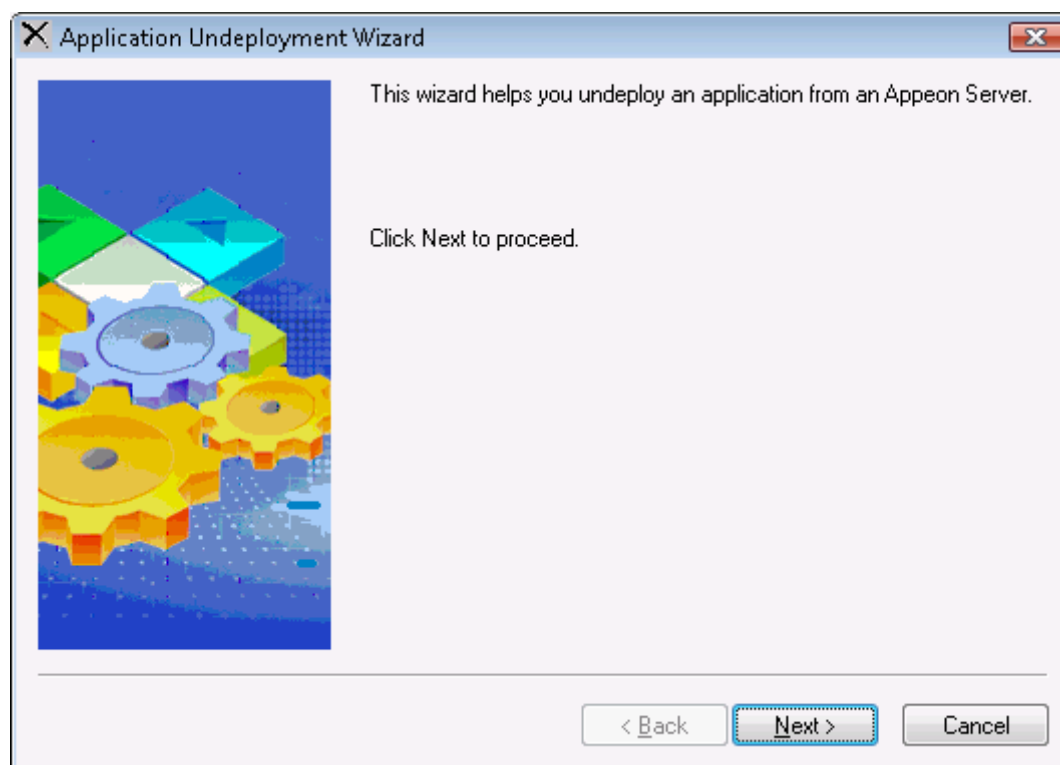 Application Undeployment Wizard
This wizard helps you undeploy an application from an Appeon Server.
Click Next to proceed.
< Back
Next >
Cancel